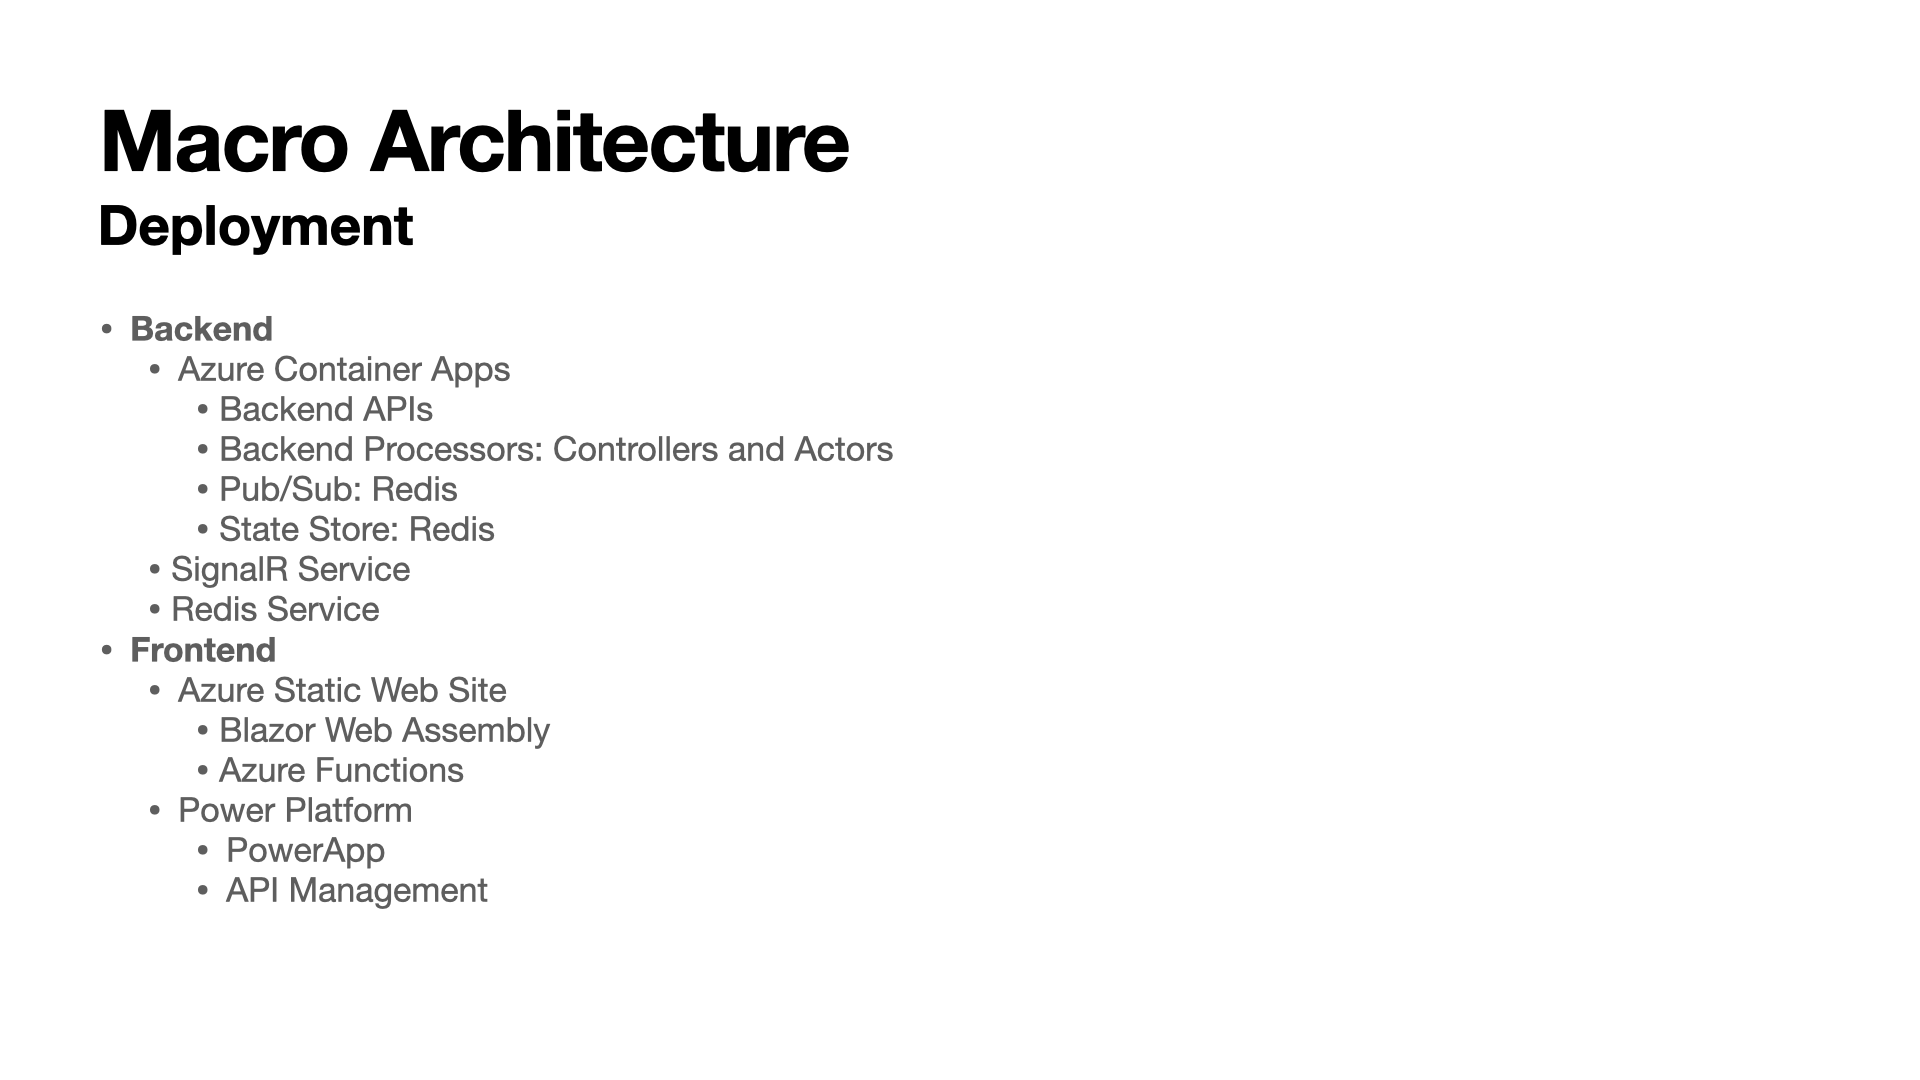 Macro Architecture
Deployment
• Backend
• Azure Container Apps
• Backend APIs
• Backend Processors: Controllers and Actors
• Pub/Sub: Redis
• State Store: Redis
• SignalR Service
• Redis Service
• Frontend
• Azure Static Web Site
• Blazor Web Assembly
• Azure Functions
• Power Platform
• PowerApp
• API Management